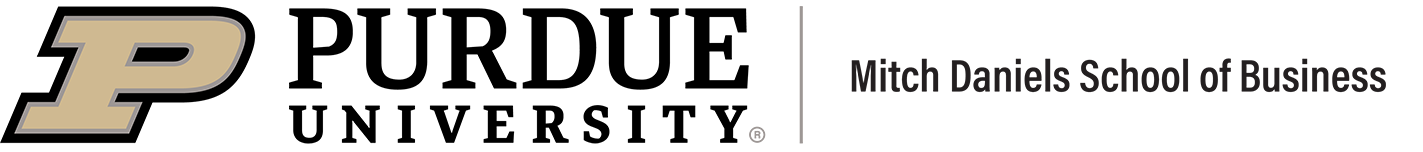 P
PURDUE
UNIVERSITY®
Mitch Daniels School of Business